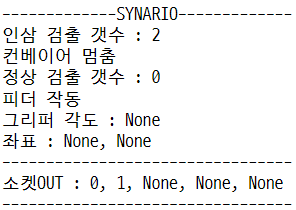 -------------SYNARIO-------------
인삼 검출 갯수 : 2
컨베이어 멈춤
정상 검출 갯수 : 0
피더 작동
그리퍼 각도 : None
좌표 : None, None
---------------------------------
소켓OUT : 0, 1, None, None, None
---------------------------------